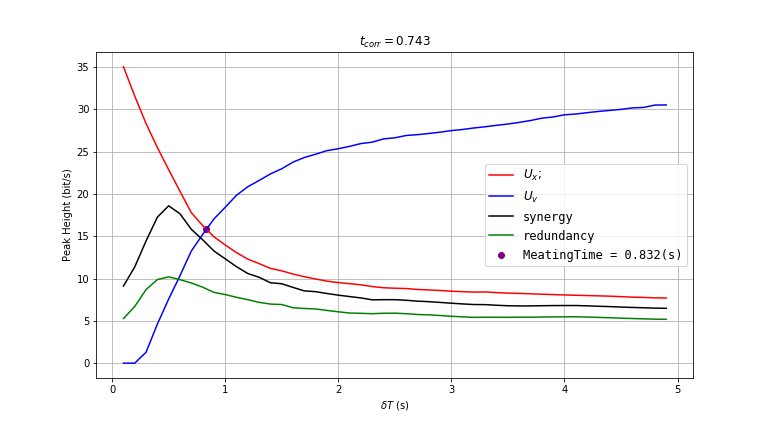 t_corr = 0.743
35
30
25
20
15
10
5
0
Peak Height (bit/s)
U_x;
U_v
synergy
redundancy
MeatingTime = 0.832(s)
0 1 2 3 4 5
δT (s)